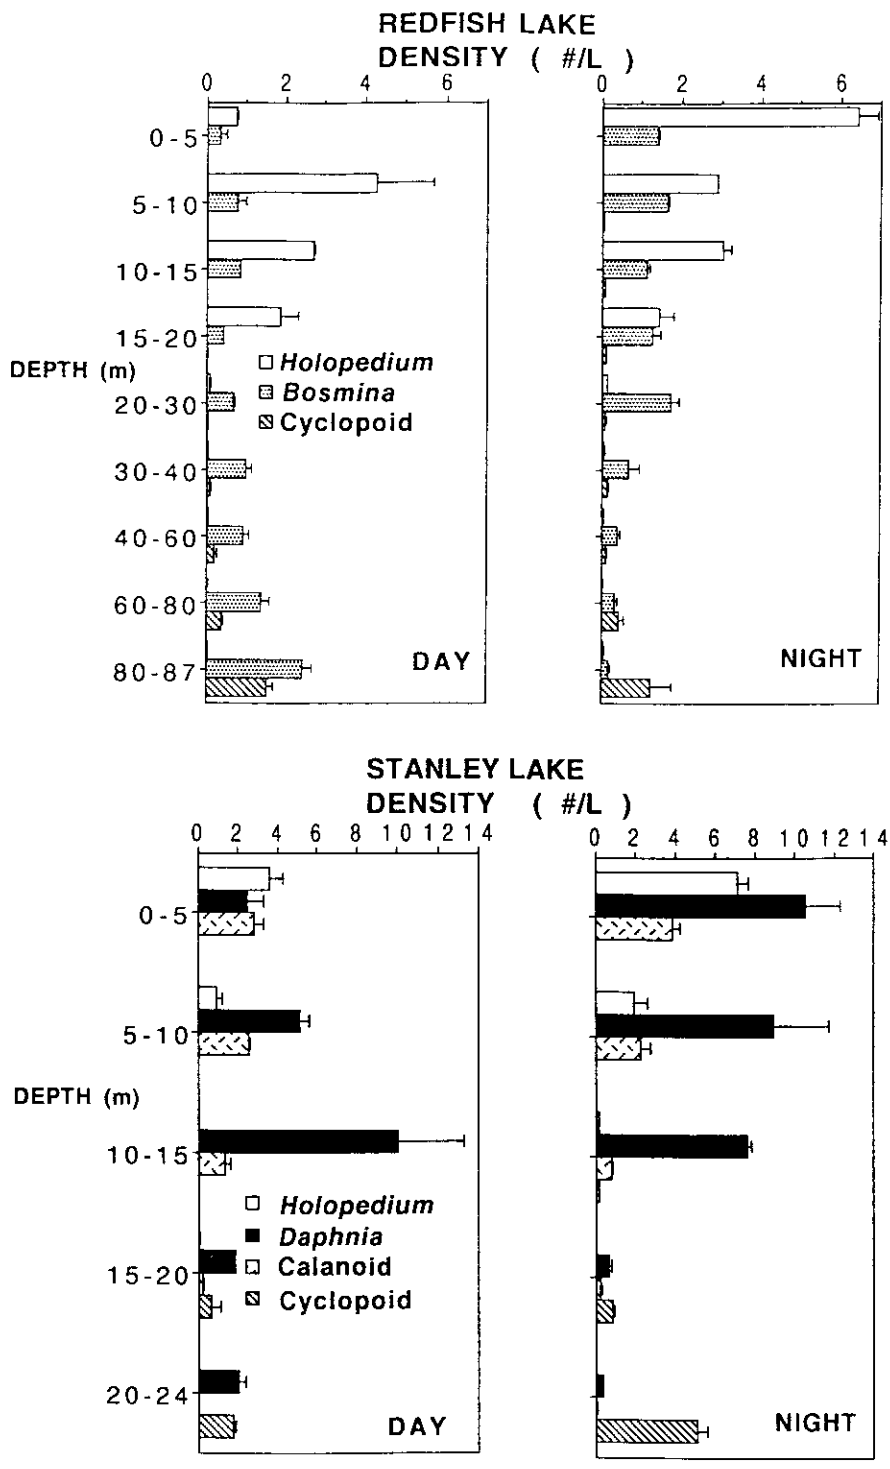 REDFISH LAKE
DENSITY ( #/L )
0 2 4 6
0 2 4 6
0-5
5-10
10-15
15-20
DEPTH (m)
Holopedium
Bosmina
Cyclopoid
20-30
30-40
40-60
60-80
80-87
DAY
NIGHT
STANLEY LAKE
DENSITY ( #/L )
0 2 4 6 8 10 12 14
0 2 4 6 8 10 12 14
0-5
5-10
DEPTH (m)
10-15
Holopedium
Daphnia
Calanoid
Cyclopoid
15-20
20-24
DAY
NIGHT